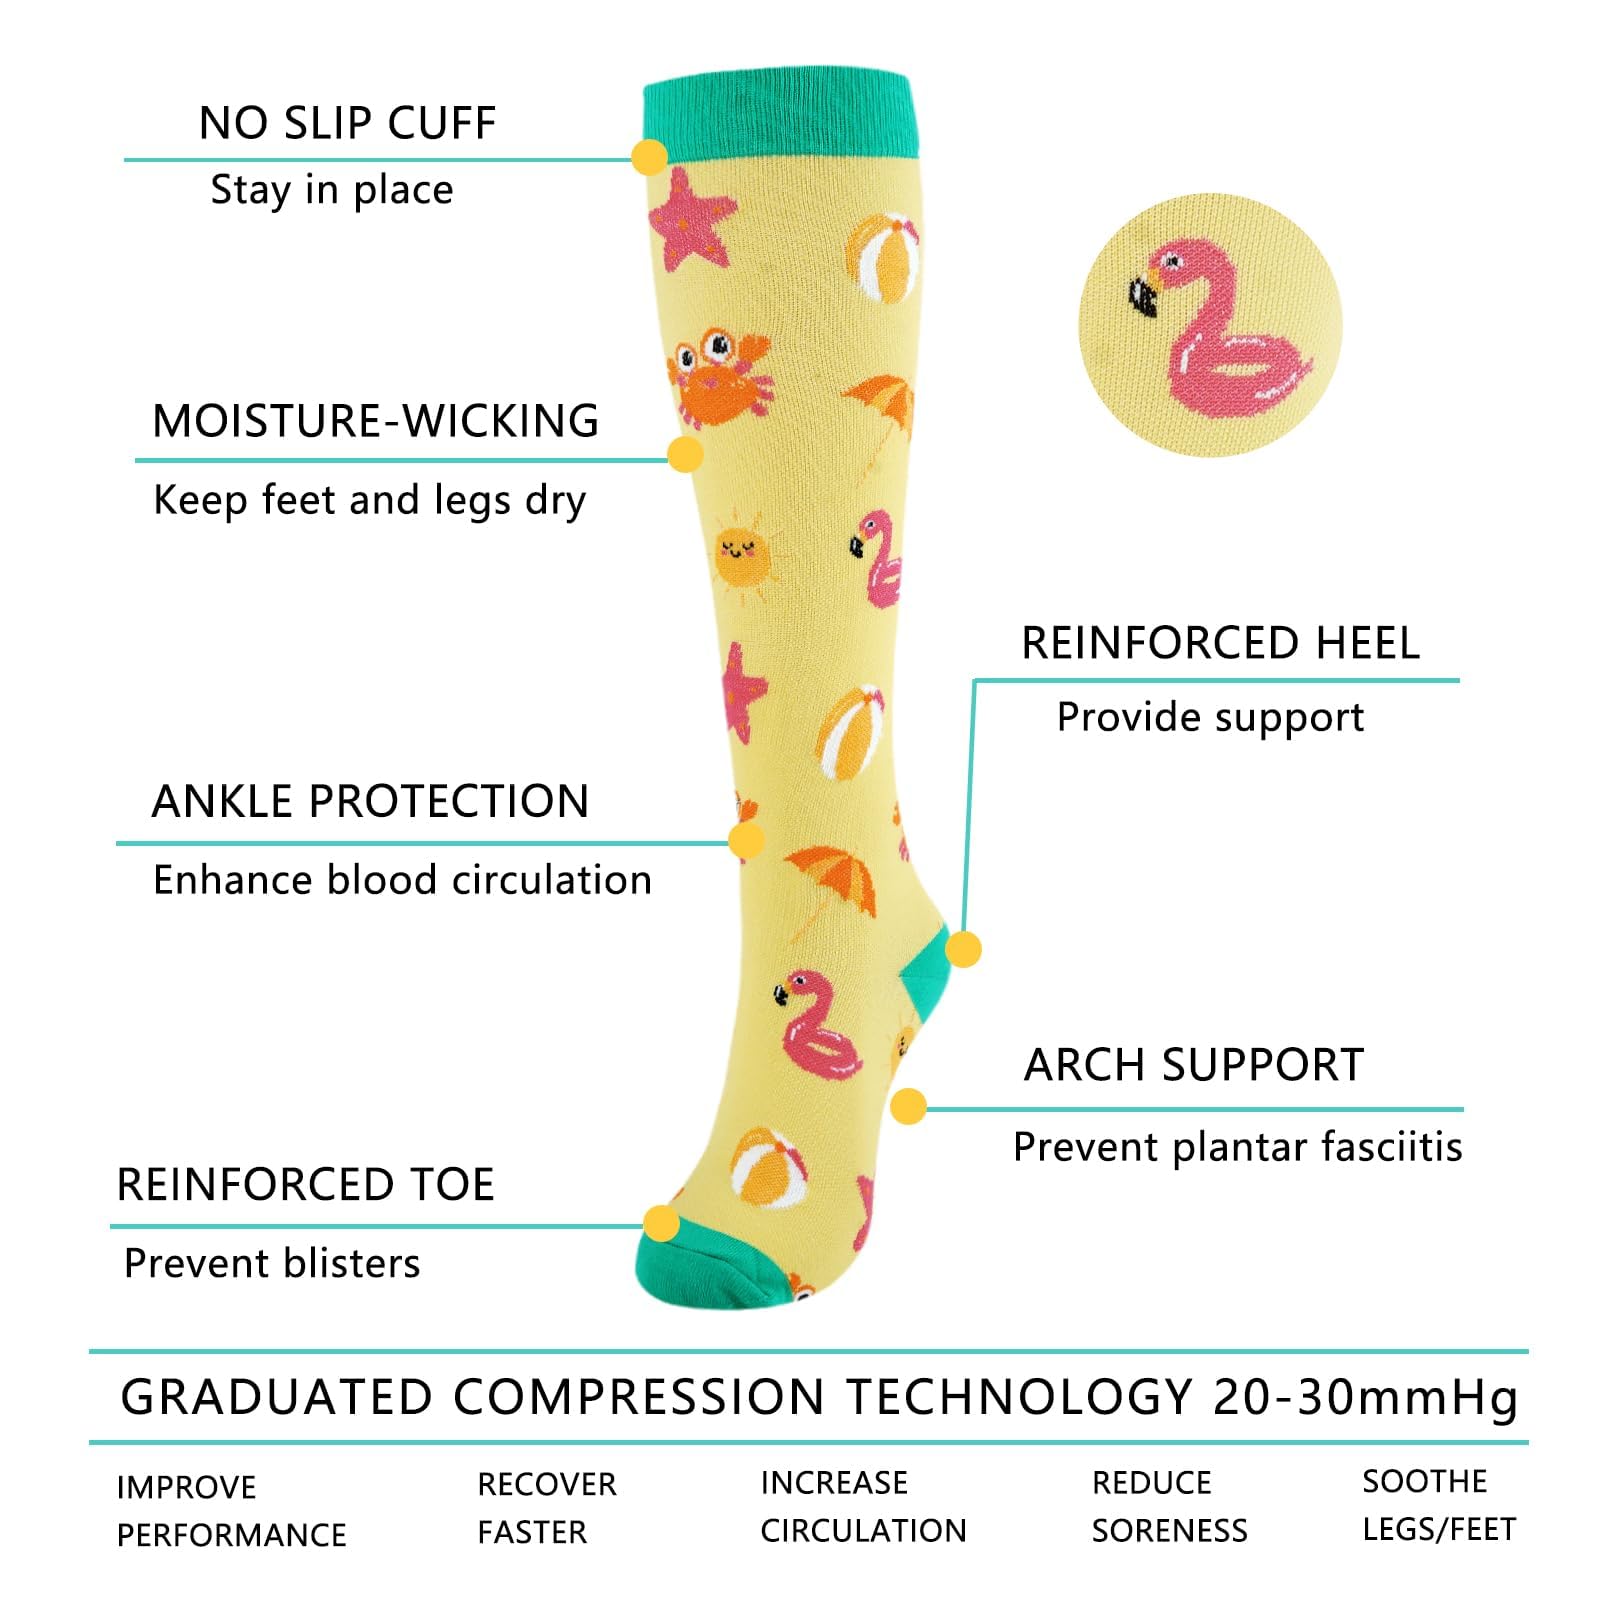 NO SLIP CUFF
Stay in place
MOISTURE-WICKING
Keep feet and legs dry
REINFORCED HEEL
Provide support
ANKLE PROTECTION
Enhance blood circulation
ARCH SUPPORT
Prevent plantar fasciitis
REINFORCED TOE
Prevent blisters
GRADUATED COMPRESSION TECHNOLOGY 20-30mmHg
IMPROVE
PERFORMANCE
RECOVER
FASTER
INCREASE
CIRCULATION
REDUCE
SORENESS
SOOTHE
LEGS/FEET